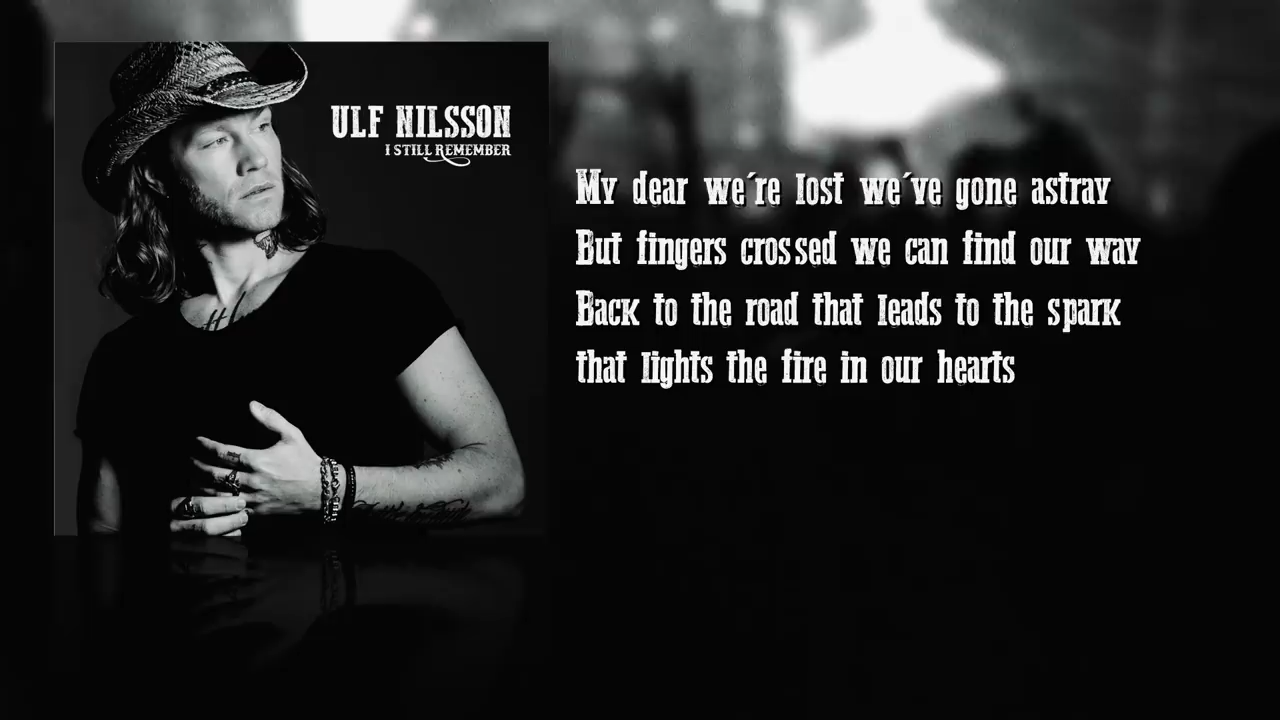 ULF NILSSON
I STILL REMEMBER
My dear we´re lost we´ve gone astray
But fingers crossed we can find our way
Back to the road that leads to the spark
that lights the fire in our hearts